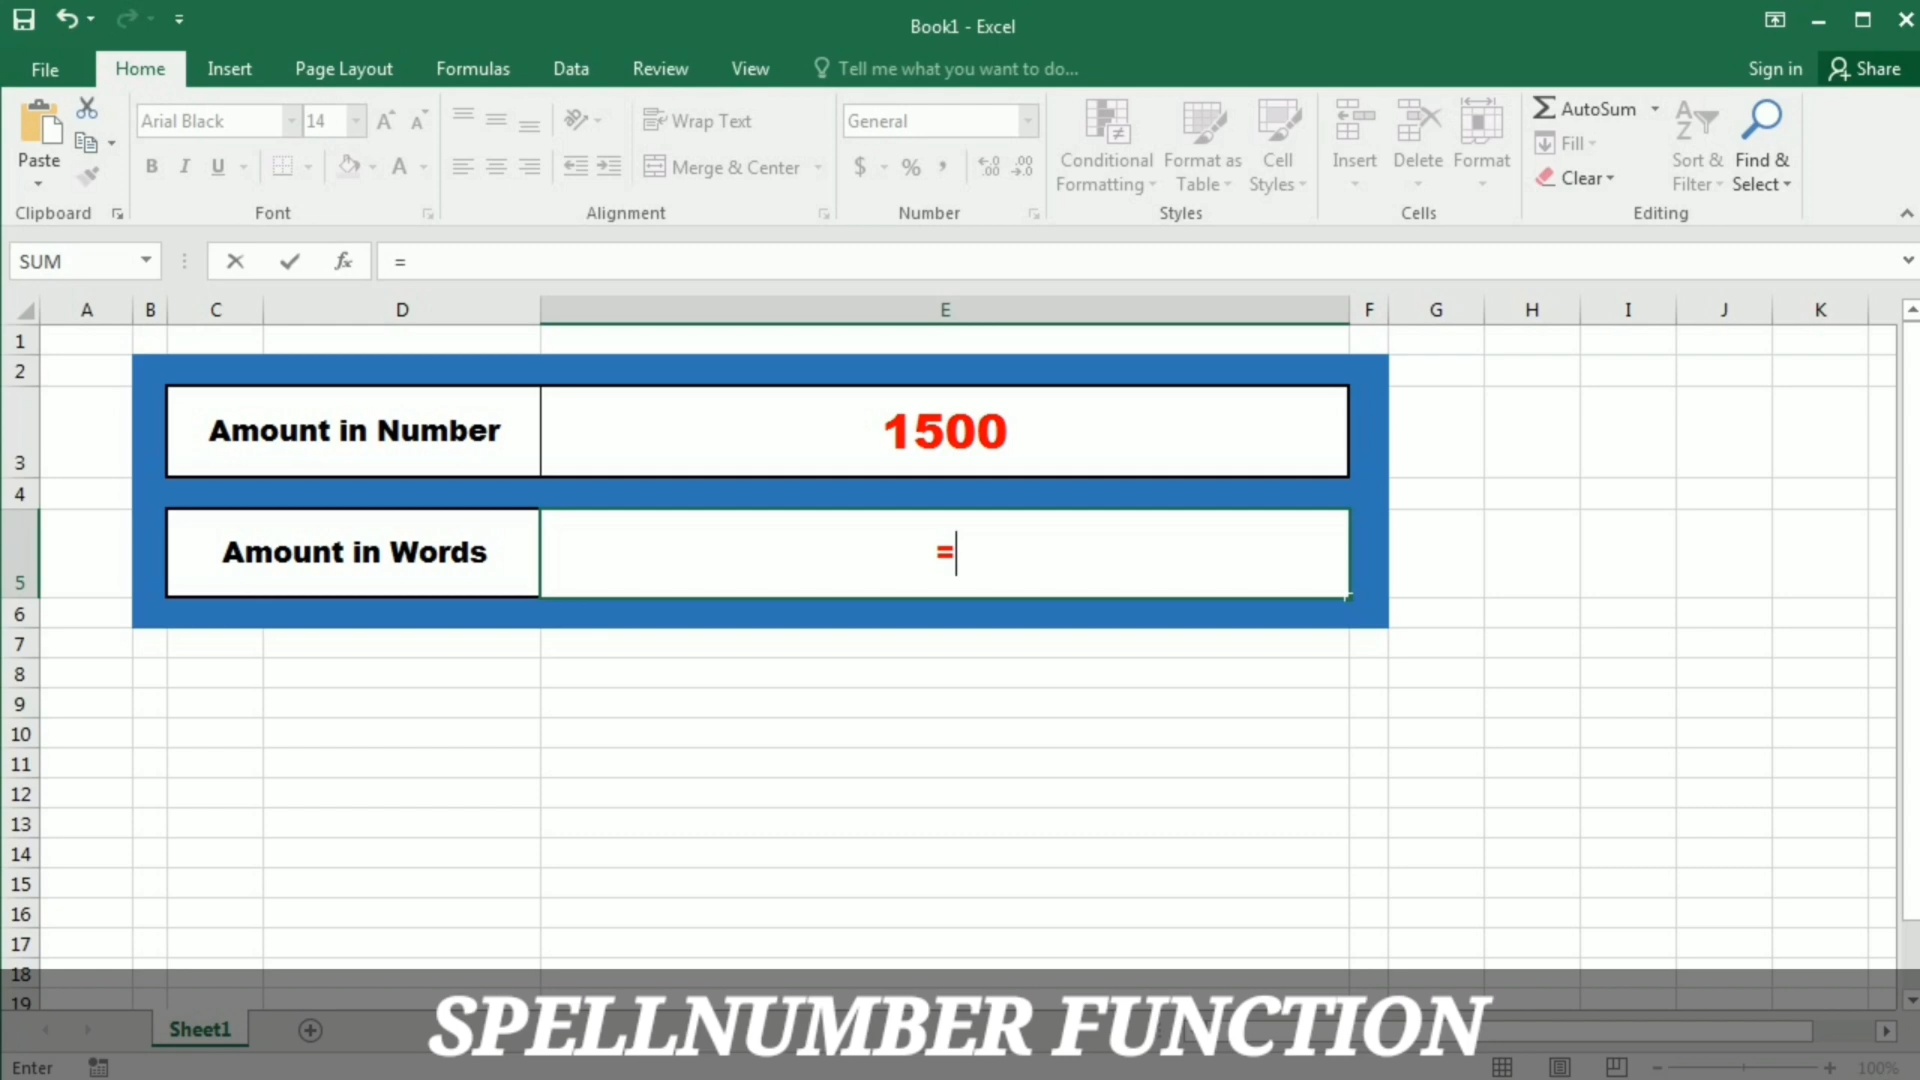 Book1 - Excel
File Home Insert Page Layout Formulas Data Review View Tell me what you want to do... Sign in Share
Arial Black 14 Wrap Text General AutoSum
Paste B I U Merge & Center $ % , Conditional Formatting Format as Table Cell Styles Insert Delete Format Fill Clear Sort & Filter Find & Select
Clipboard Font Alignment Number Styles Cells Editing
SUM fx =
A B C D E F G H I J K
1
2
3 Amount in Number 1500
4
5 Amount in Words =
6
7
8
9
10
11
12
13
14
15
16
17
18
19
SPELLNUMBER FUNCTION
Sheet1
Enter 100%